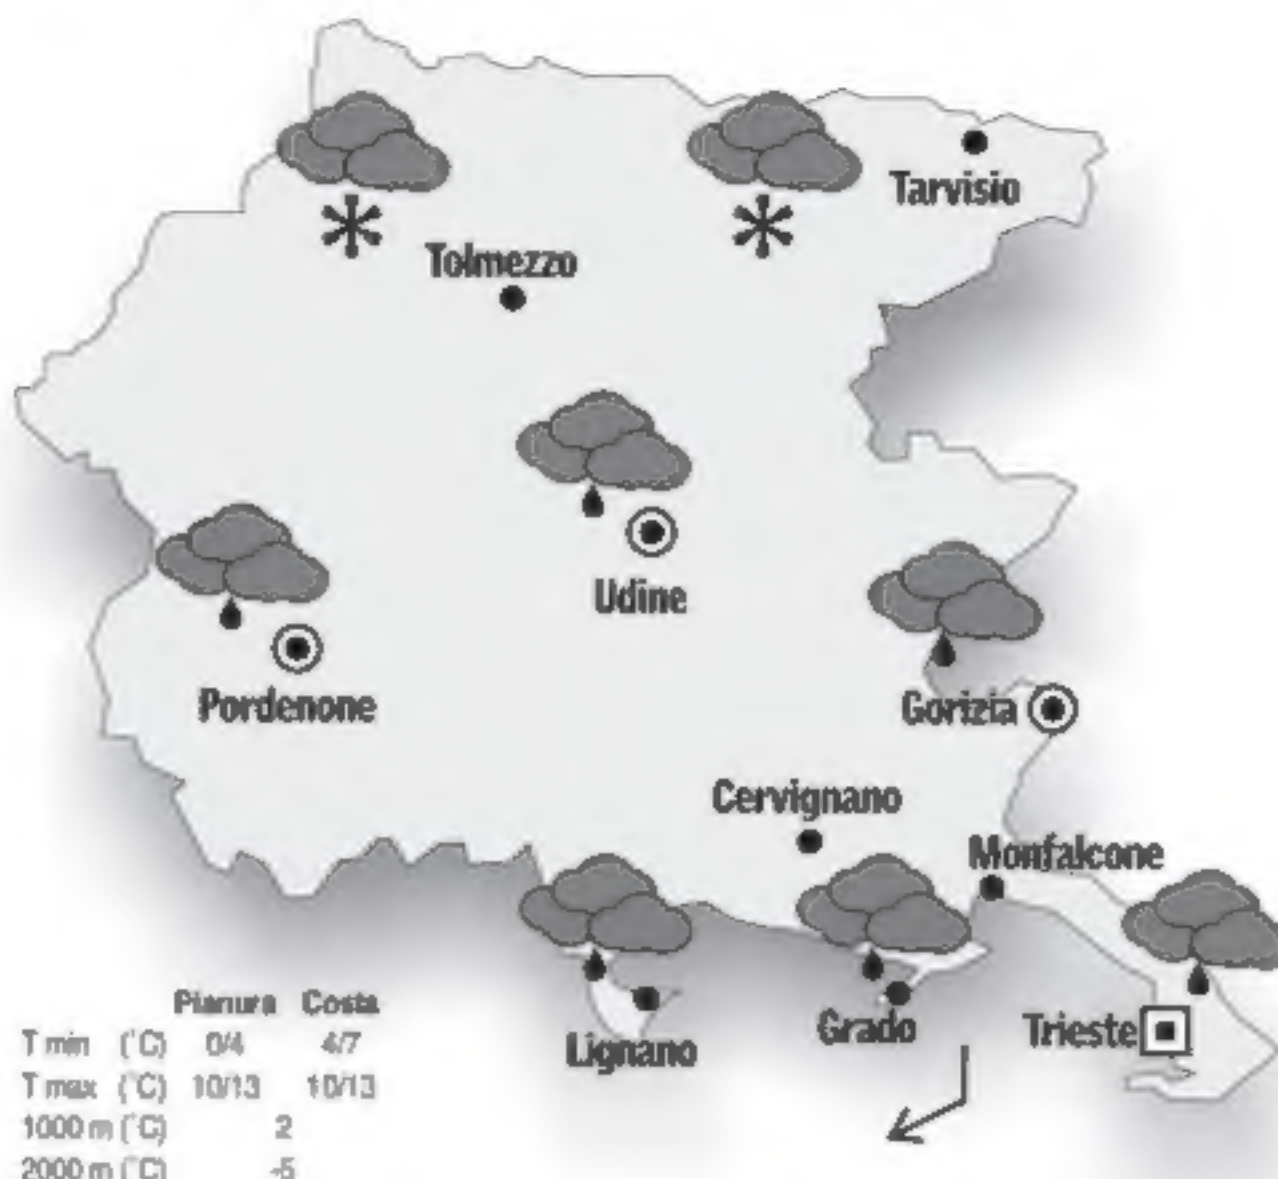 Tarvisio
Tolmezzo
Udine
Pordenone
Gorizia
Cervignano
Monfalcone
Lignano
Grado
Trieste
Pianura Costa
T min (°C) 0/4 4/7
T max (°C) 10/13 10/13
1000 m (°C) 2
2000 m (°C) -5